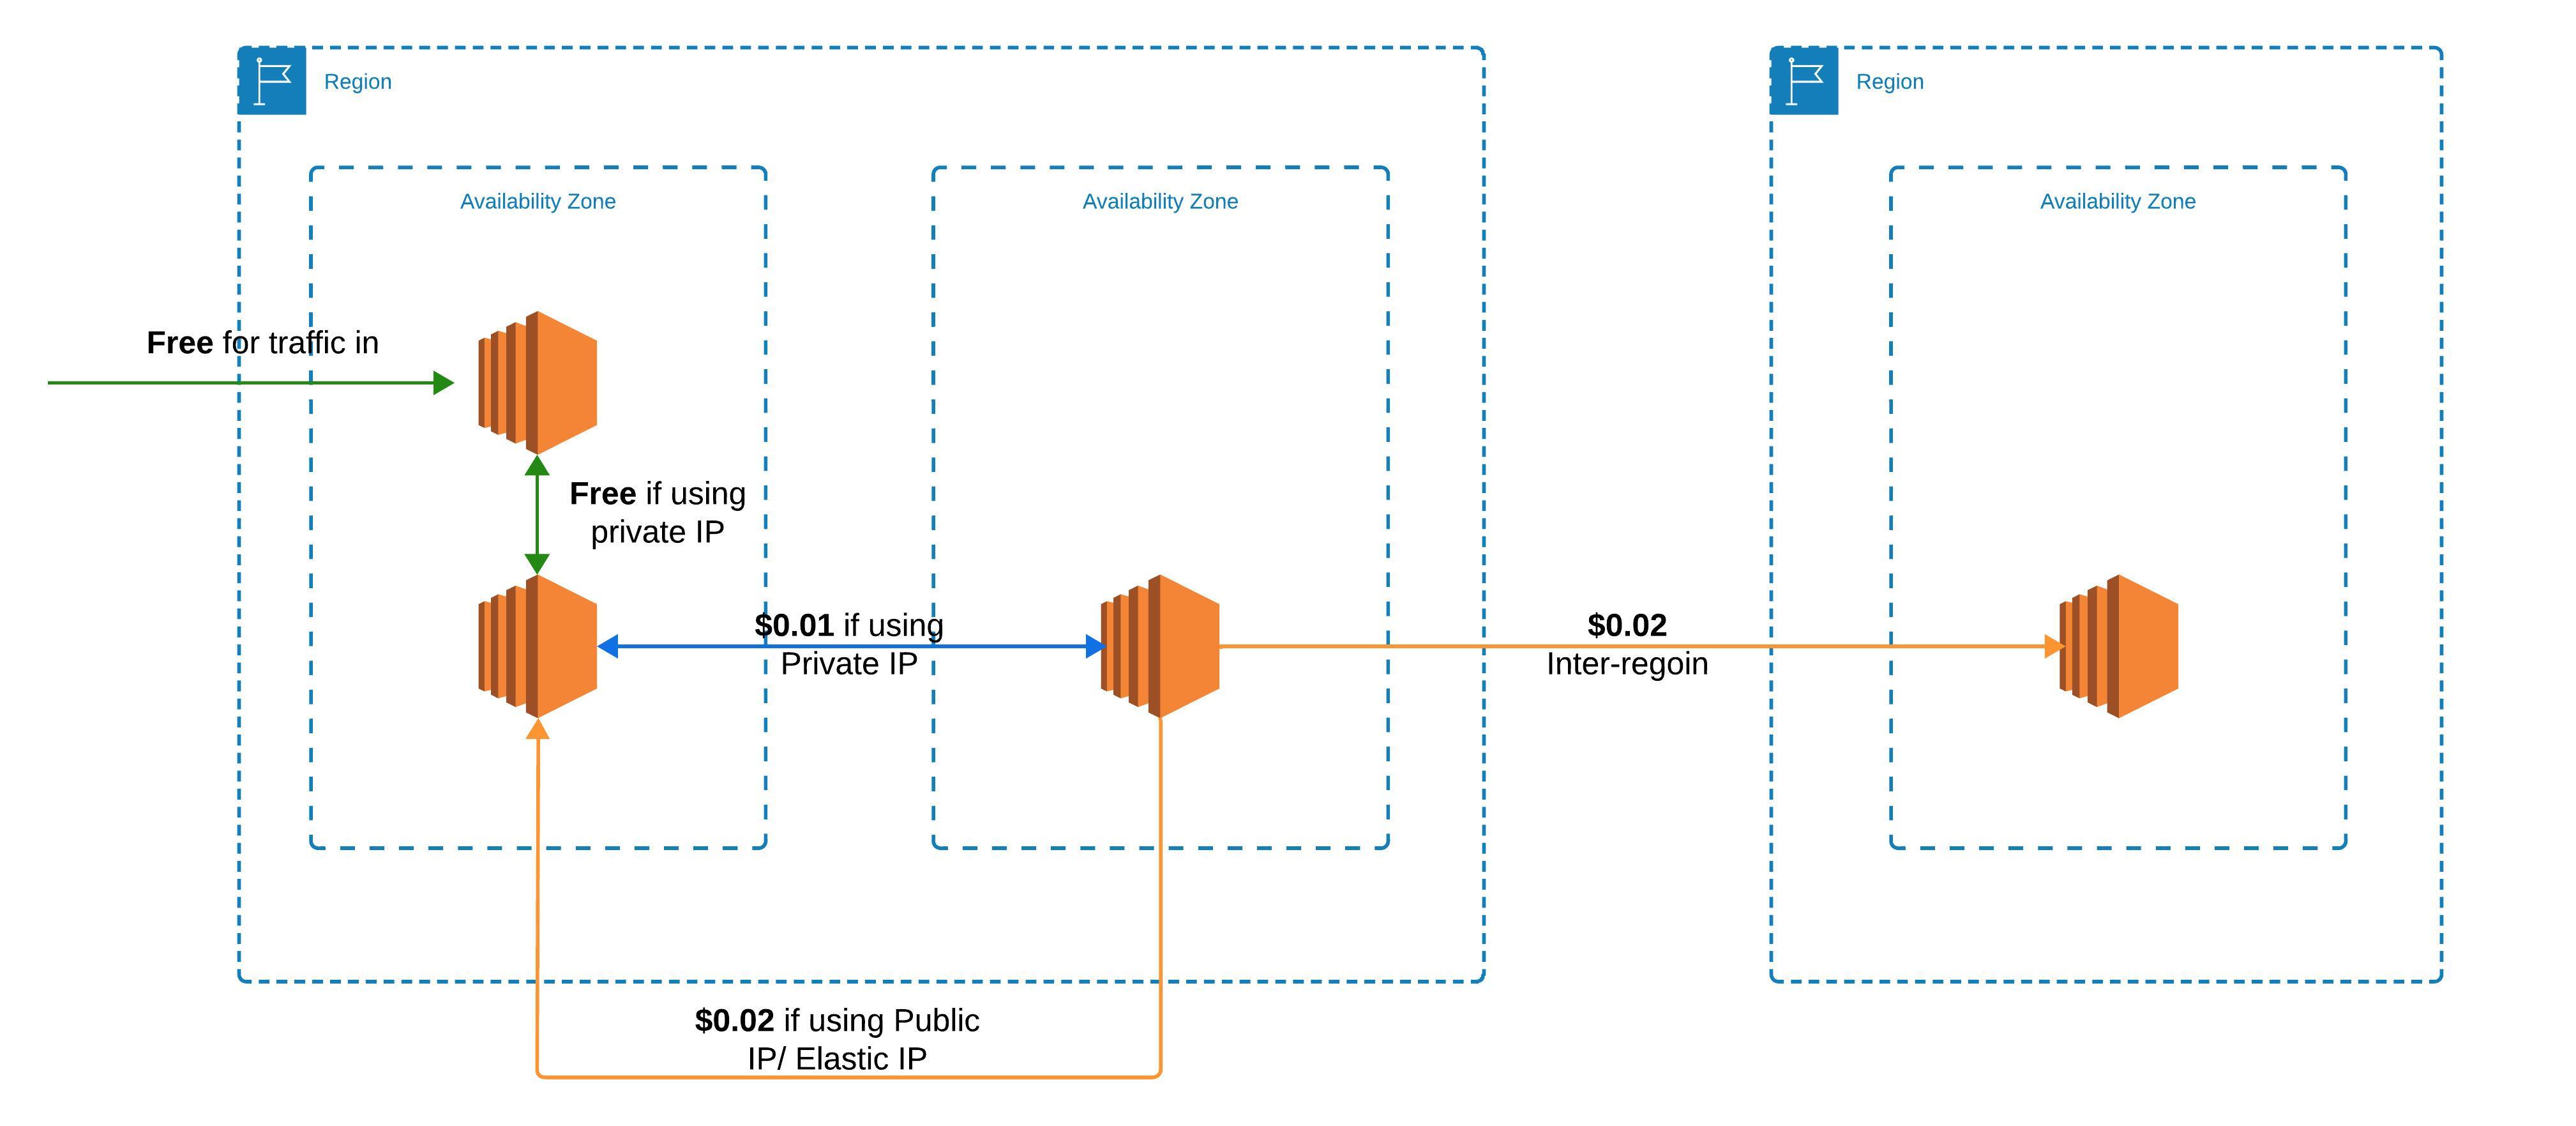 Region
Region
Availability Zone
Availability Zone
Availability Zone
Free for traffic in
Free if using
private IP
$0.01 if using
Private IP
$0.02
Inter-regoin
$0.02 if using Public
IP/ Elastic IP